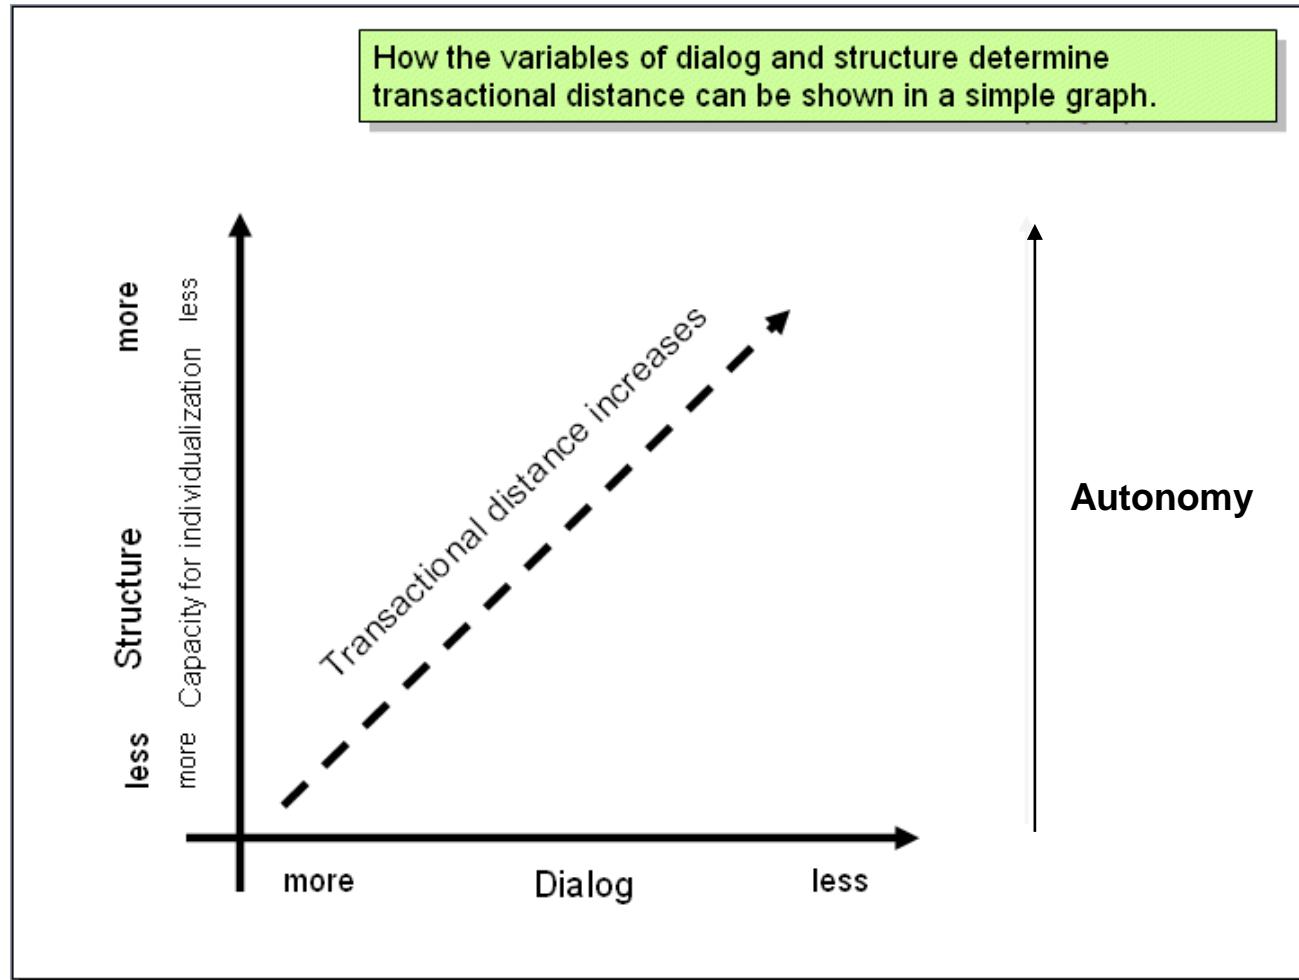 How the variables of dialog and structure determine
transactional distance can be shown in a simple graph.
more
Structure
less
less
Capacity for individualization
more
Transactional distance increases
Autonomy
more
Dialog
less